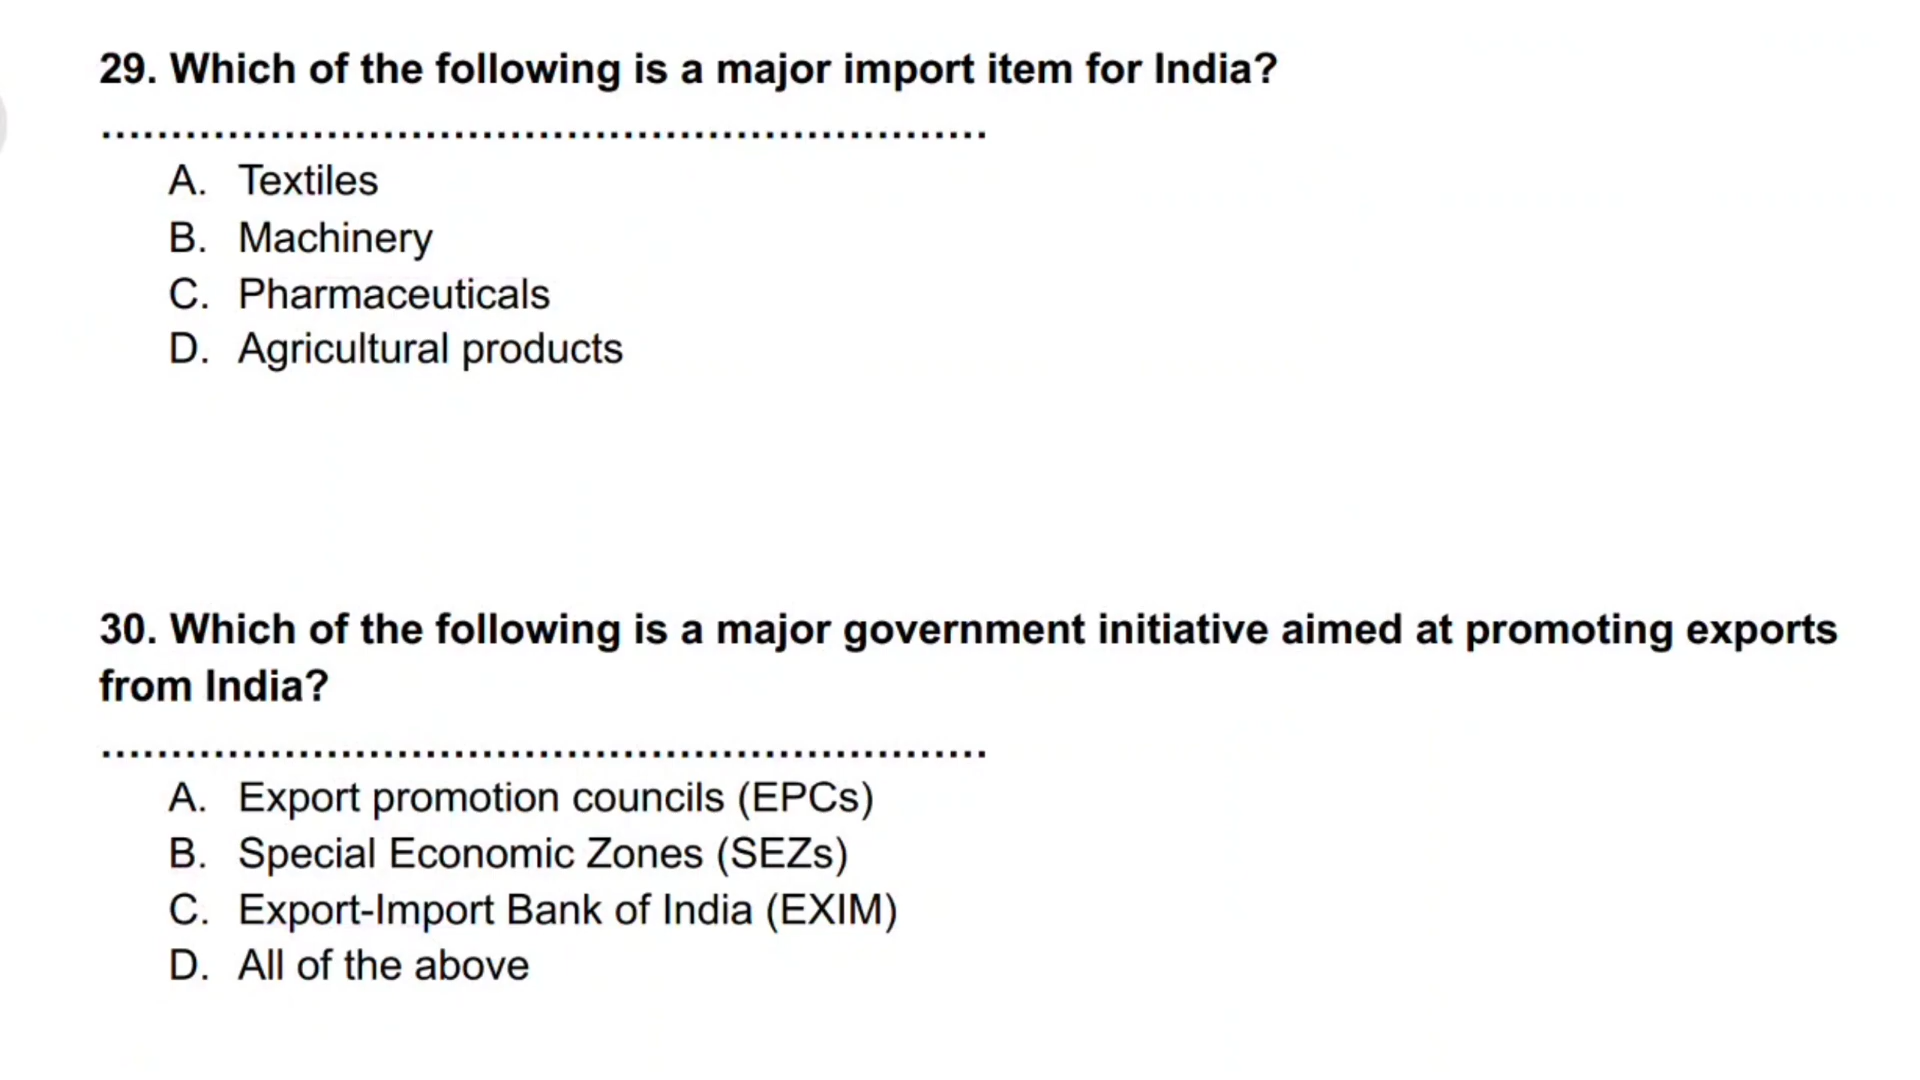 29. Which of the following is a major import item for India?
...............................................................
A. Textiles
B. Machinery
C. Pharmaceuticals
D. Agricultural products
30. Which of the following is a major government initiative aimed at promoting exports
from India?
...............................................................
A. Export promotion councils (EPCs)
B. Special Economic Zones (SEZs)
C. Export-Import Bank of India (EXIM)
D. All of the above